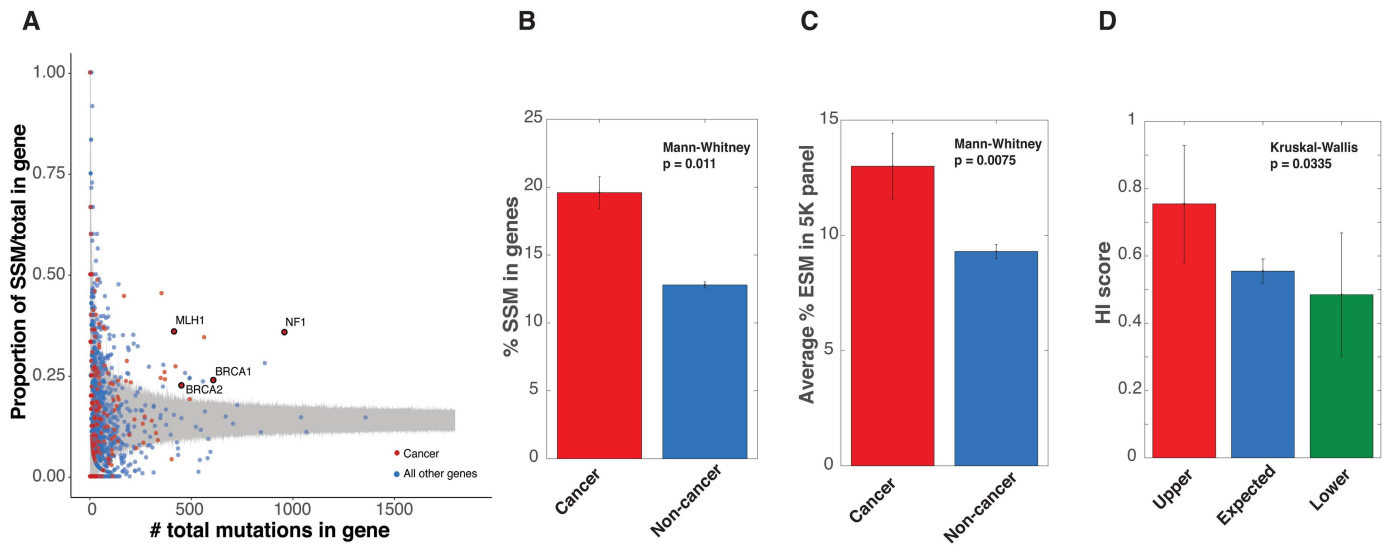 A
Proportion of SSM/total in gene
1.00
0.75
0.50
0.25
0.00
MLH1
NF1
BRCA1
BRCA2
Cancer
All other genes
0
500
1000
1500
# total mutations in gene
B
% SSM in genes
25
20
15
10
5
0
Mann-Whitney
p = 0.011
Cancer
Non-cancer
C
Average % ESM in 5K panel
15
10
5
0
Mann-Whitney
p = 0.0075
Cancer
Non-cancer
D
HI score
1
0.8
0.6
0.4
0.2
0
Kruskal-Wallis
p = 0.0335
Upper
Expected
Lower